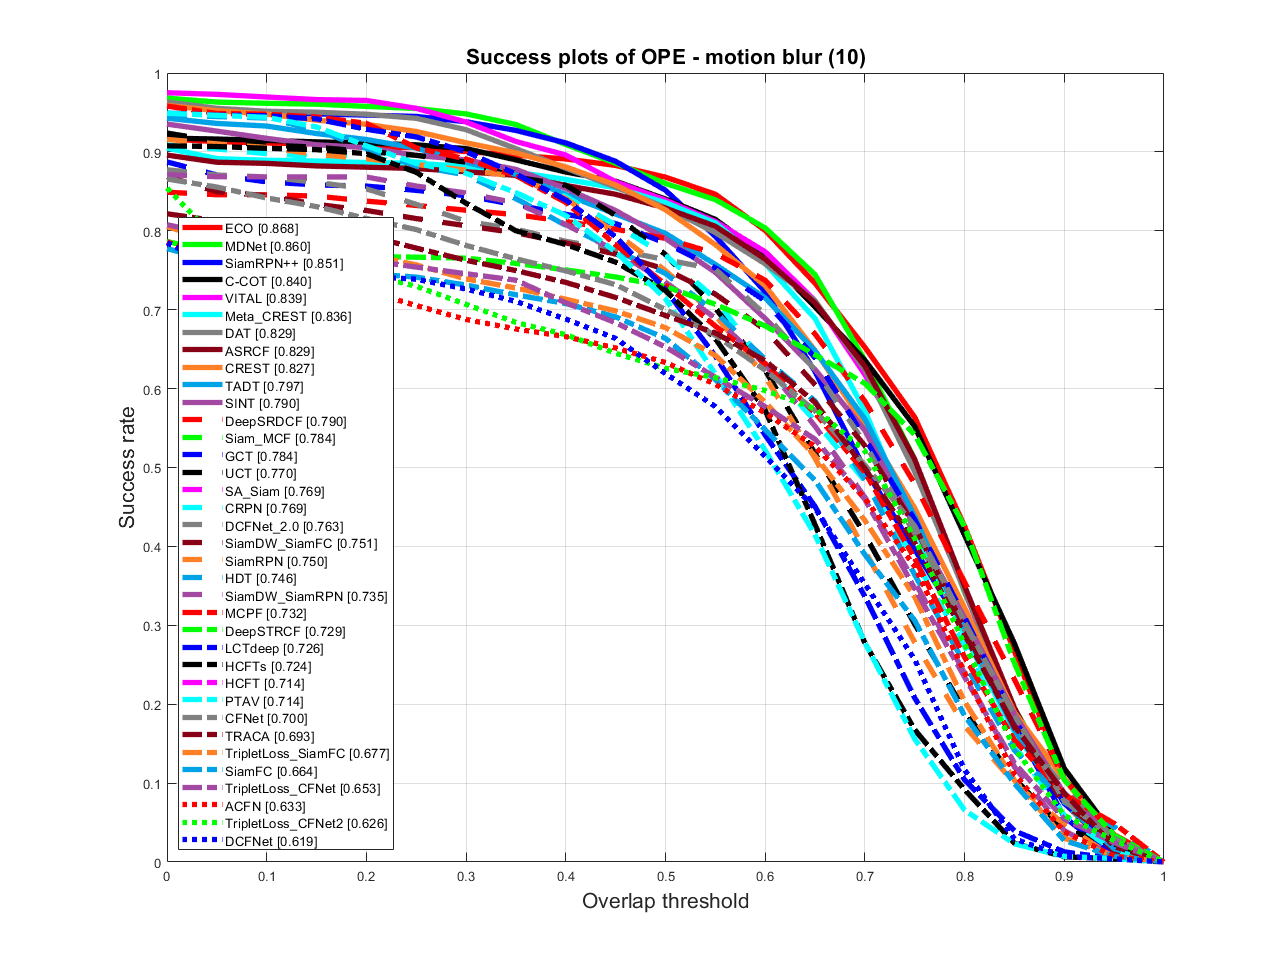 Success plots of OPE - motion blur (10)
1
0.9
0.8
0.7
0.6
0.5
0.4
0.3
0.2
0.1
0
Success rate
ECO [0.868]
MDNet [0.860]
SiamRPN++ [0.851]
C-COT [0.840]
VITAL [0.839]
Meta_CREST [0.836]
DAT [0.829]
ASRCF [0.829]
CREST [0.827]
TADT [0.797]
SINT [0.790]
DeepSRDCF [0.790]
Siam_MCF [0.784]
GCT [0.784]
UCT [0.770]
SA_Siam [0.769]
CRPN [0.769]
DCFNet_2.0 [0.763]
SiamDW_SiamFC [0.751]
SiamRPN [0.750]
HDT [0.746]
SiamDW_SiamRPN [0.735]
MCPF [0.732]
DeepSTRCF [0.729]
LCTdeep [0.726]
HCFTs [0.724]
HCFT [0.714]
PTAV [0.714]
CFNet [0.700]
TRACA [0.693]
TripletLoss_SiamFC [0.677]
SiamFC [0.664]
TripletLoss_CFNet [0.653]
ACFN [0.633]
TripletLoss_CFNet2 [0.626]
DCFNet [0.619]
0 0.1 0.2 0.3 0.4 0.5 0.6 0.7 0.8 0.9 1
Overlap threshold